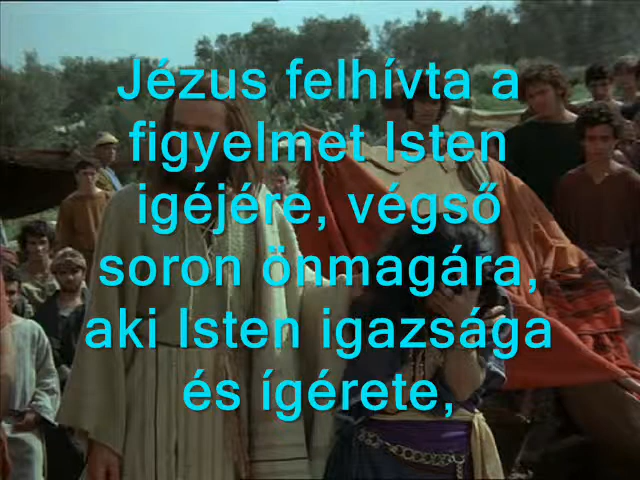 Jézus felhívta a
figyelmet Isten
igéjére, végső
soron önmagára,
aki Isten igazsága
és ígérete,